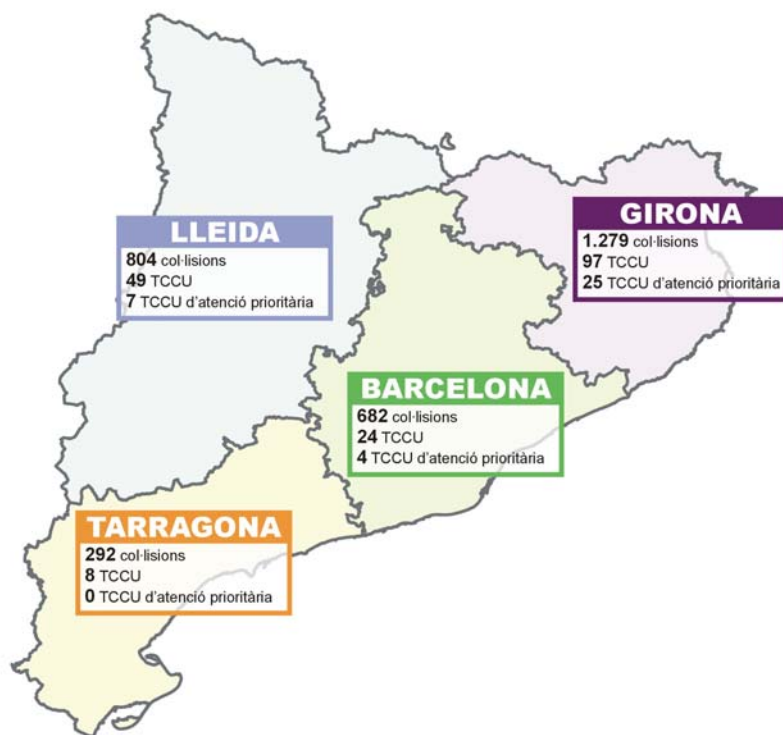 LLEIDA
804 col·lisions
49 TCCU
7 TCCU d'atenció prioritària
GIRONA
1.279 col·lisions
97 TCCU
25 TCCU d'atenció prioritària
BARCELONA
682 col·lisions
24 TCCU
4 TCCU d'atenció prioritària
TARRAGONA
292 col·lisions
8 TCCU
0 TCCU d'atenció prioritària